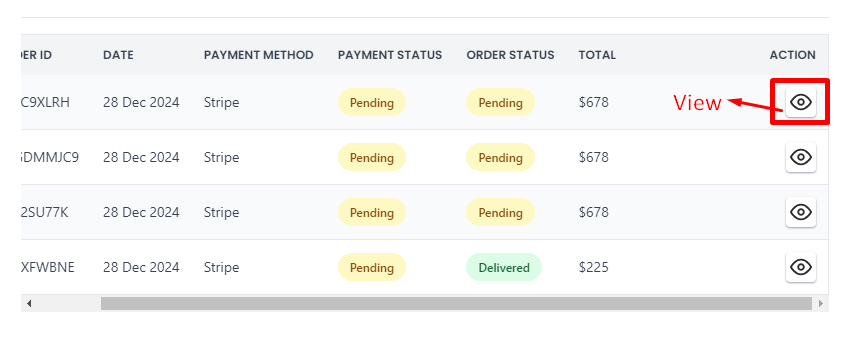 DER ID DATE PAYMENT METHOD PAYMENT STATUS ORDER STATUS TOTAL ACTION
C9XLRH 28 Dec 2024 Stripe Pending Pending $678 View
DMMJC9 28 Dec 2024 Stripe Pending Pending $678
2SU77K 28 Dec 2024 Stripe Pending Pending $678
XFWBNE 28 Dec 2024 Stripe Pending Delivered $225